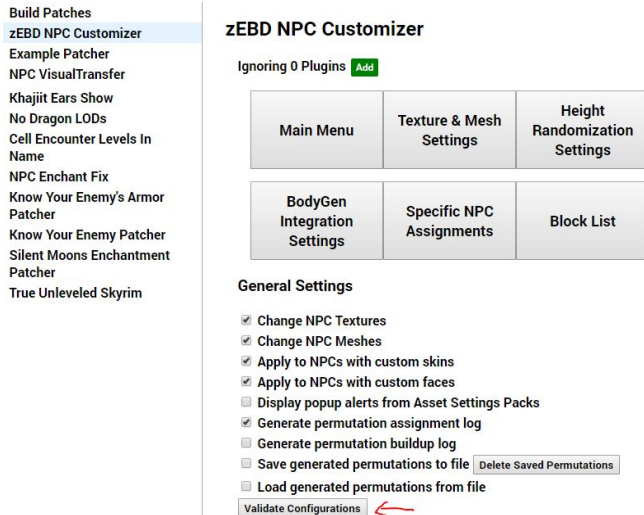 Build Patches
zEBD NPC Customizer
Example Patcher
NPC VisualTransfer
Khajiit Ears Show
No Dragon LODs
Cell Encounter Levels In
Name
NPC Enchant Fix
Know Your Enemy's Armor
Patcher
Know Your Enemy Patcher
Silent Moons Enchantment
Patcher
True Unleveled Skyrim
zEBD NPC Customizer
Ignoring 0 Plugins Add
Main Menu
Texture & Mesh
Settings
Height
Randomization
Settings
BodyGen
Integration
Settings
Specific NPC
Assignments
Block List
General Settings
Change NPC Textures
Change NPC Meshes
Apply to NPCs with custom skins
Apply to NPCs with custom faces
Display popup alerts from Asset Settings Packs
Generate permutation assignment log
Generate permutation buildup log
Save generated permutations to file Delete Saved Permutations
Load generated permutations from file
Validate Configurations